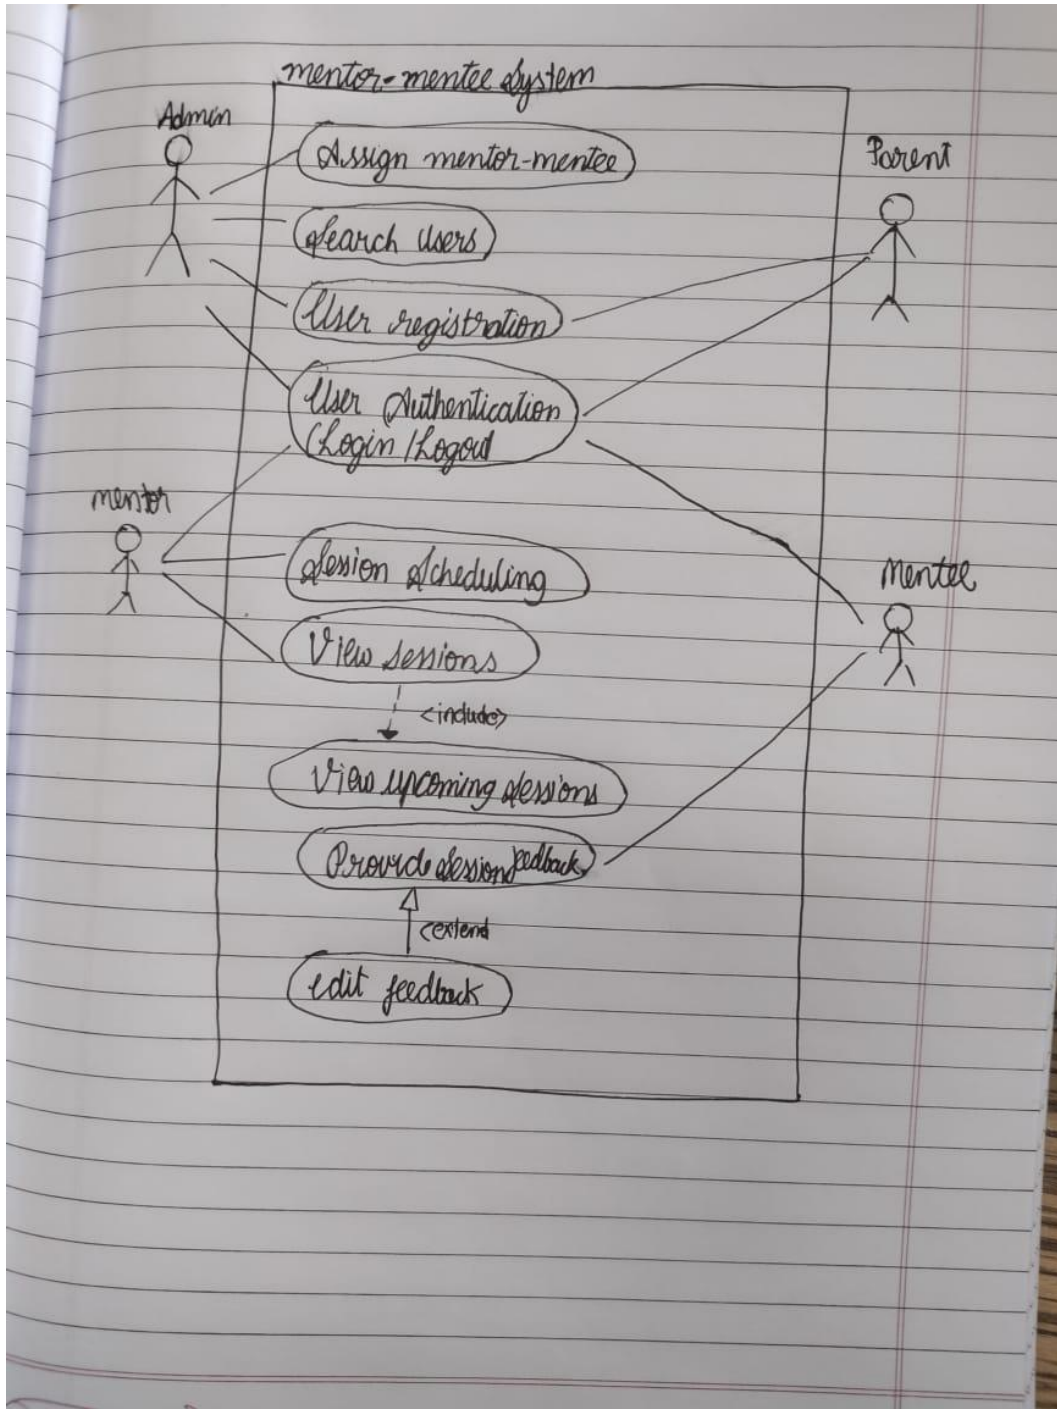 mentor-mentee System
Admin
Assign mentor-mentee
Parent
Search Users
User registration
User Authentication
(Login /Logout
mentor
Session Scheduling
Mentee
View sessions
<include>
View upcoming sessions
Provide session feedback
<extend
edit feedback